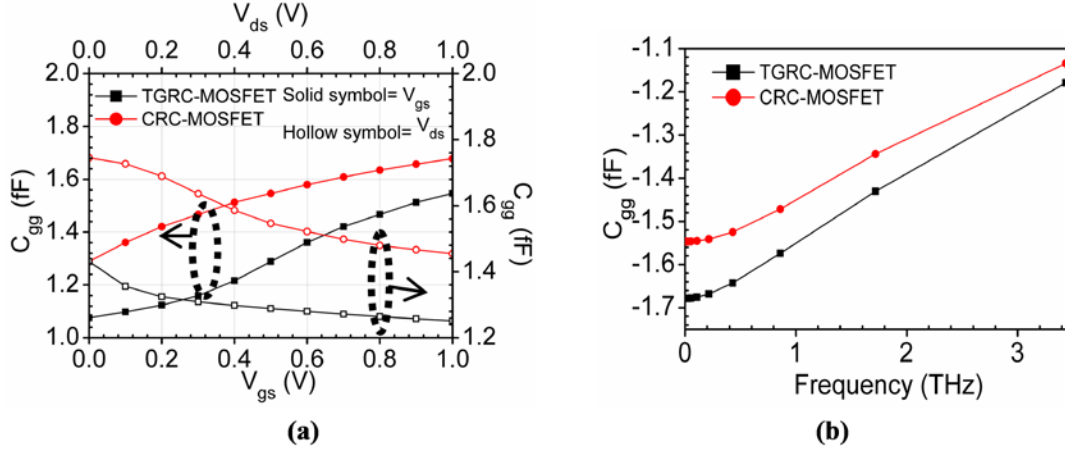 V_ds (V)
0.0 0.2 0.4 0.6 0.8 1.0
2.0
1.8
1.6
1.4
1.2
1.0
C_gg (fF)
TGRC-MOSFET
CRC-MOSFET
Solid symbol= V_gs
Hollow symbol= V_ds
2.0
1.8
1.6
1.4
1.2
C_gg (fF)
0.0 0.2 0.4 0.6 0.8 1.0
V_gs (V)
(a)
-1.1
-1.2
-1.3
-1.4
-1.5
-1.6
-1.7
C_gg (fF)
TGRC-MOSFET
CRC-MOSFET
0 1 2 3
Frequency (THz)
(b)